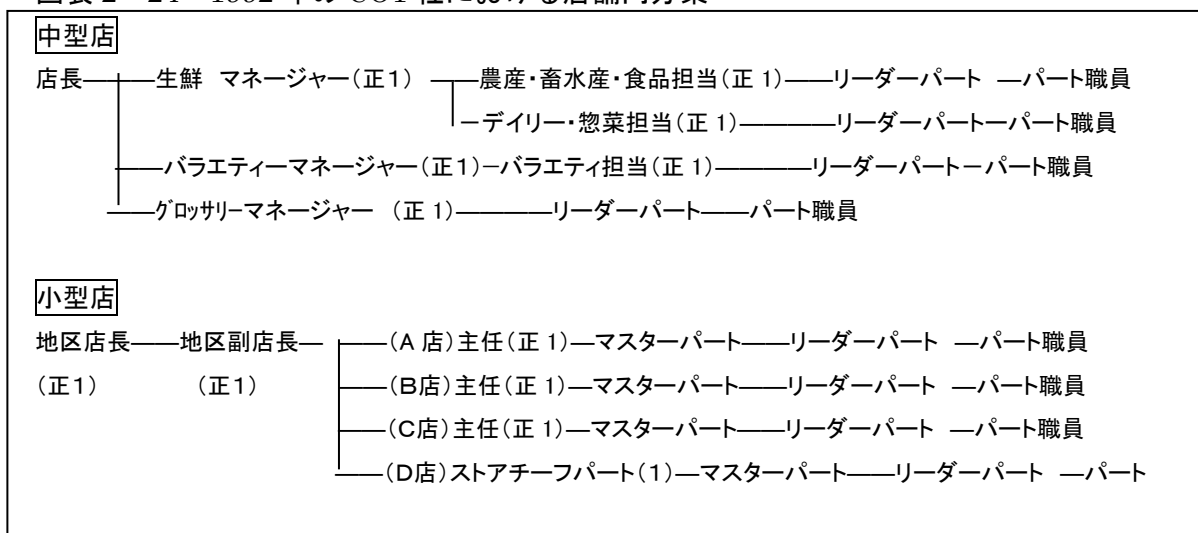 中型店
店長———生鮮 マネージャー(正1) ——農産・畜水産・食品担当(正 1)——リーダーパート —パート職員
－デイリー・惣菜担当(正 1)————リーダーパートーパート職員
——バラエティーマネージャー(正1)－バラエティ担当(正 1)————リーダーパート－パート職員
——グロッサリーマネージャー (正 1)————リーダーパート——パート職員
小型店
地区店長——地区副店長— ——(A 店)主任(正 1)—マスターパート——リーダーパート —パート職員
(正1) (正1) ——(B店)主任(正 1)—マスターパート——リーダーパート —パート職員
——(C店)主任(正 1)—マスターパート——リーダーパート —パート職員
——(D店)ストアチーフパート(1)—マスターパート——リーダーパート —パート